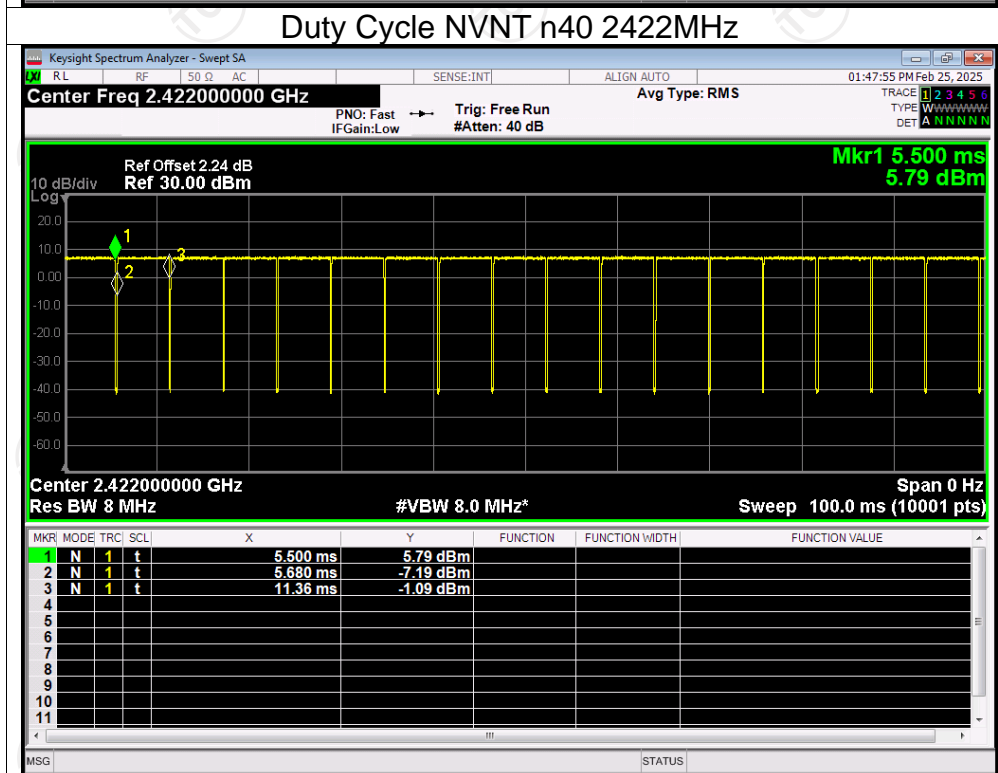 Duty Cycle NVNT n40 2422MHz
Keysight Spectrum Analyzer - Swept SA
LXI RL RF 50 Ω AC SENSE:INT ALIGN AUTO 01:47:55 PM Feb 25, 2025
Center Freq 2.422000000 GHz Avg Type: RMS TRACE 1 2 3 4 5 6
PNO: Fast Trig: Free Run TYPE WWWWWW
IFGain:Low #Atten: 40 dB DET A N N N N N
Mkr1 5.500 ms
Ref Offset 2.24 dB
10 dB/div Ref 30.00 dBm 5.79 dBm
Log
20.0
1
10.0
3
0.00
2
-10.0
-20.0
-30.0
-40.0
-50.0
-60.0
Center 2.422000000 GHz Span 0 Hz
Res BW 8 MHz #VBW 8.0 MHz* Sweep 100.0 ms (10001 pts)
MKR MODE TRC SCL X Y FUNCTION FUNCTION WIDTH FUNCTION VALUE
1 N 1 t 5.500 ms 5.79 dBm
2 N 1 t 5.680 ms -7.19 dBm
3 N 1 t 11.36 ms -1.09 dBm
4
5
6
7
8
9
10
11
MSG STATUS